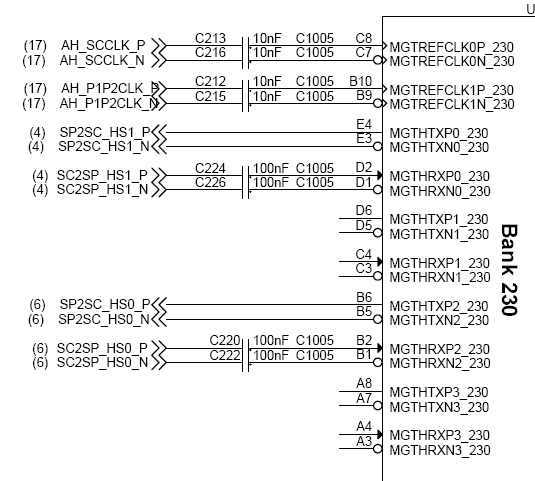 U
(17) AH_SCCLK_P C213 10nF C1005 C8 MGTREFCLK0P_230
(17) AH_SCCLK_N C216 10nF C1005 C7 MGTREFCLK0N_230
(17) AH_P1P2CLK_P C212 10nF C1005 B10 MGTREFCLK1P_230
(17) AH_P1P2CLK_N C215 10nF C1005 B9 MGTREFCLK1N_230
(4) SP2SC_HS1_P E4 MGTHTXP0_230
(4) SP2SC_HS1_N E3 MGTHTXN0_230
(4) SC2SP_HS1_P C224 100nF C1005 D2 MGTHRXP0_230
(4) SC2SP_HS1_N C226 100nF C1005 D1 MGTHRXN0_230
D6 MGTHTXP1_230
D5 MGTHTXN1_230
C4 MGTHRXP1_230
C3 MGTHRXN1_230
(6) SP2SC_HS0_P B6 MGTHTXP2_230
(6) SP2SC_HS0_N B5 MGTHTXN2_230
(6) SC2SP_HS0_P C220 100nF C1005 B2 MGTHRXP2_230
(6) SC2SP_HS0_N C222 100nF C1005 B1 MGTHRXN2_230
A8 MGTHTXP3_230
A7 MGTHTXN3_230
A4 MGTHRXP3_230
A3 MGTHRXN3_230
Bank 230